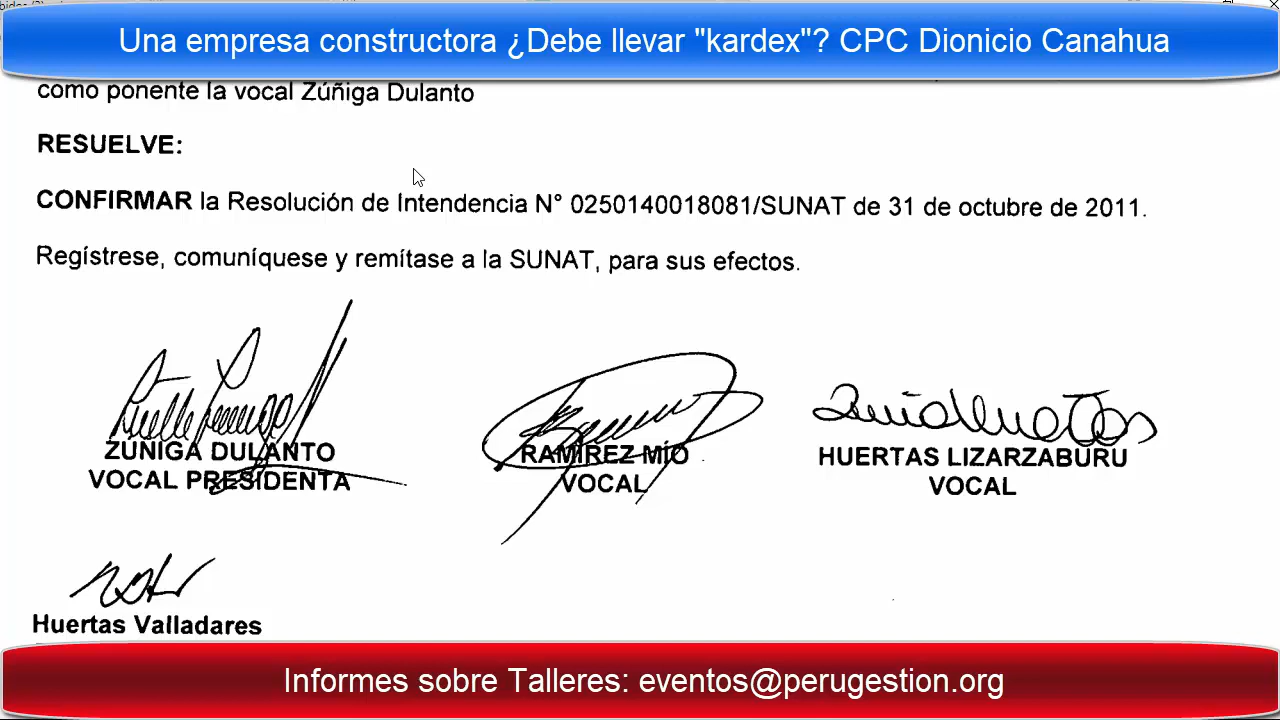 Una empresa constructora ¿Debe llevar "kardex"? CPC Dionicio Canahua
como ponente la vocal Zúñiga Dulanto
RESUELVE:
CONFIRMAR la Resolución de Intendencia N° 0250140018081/SUNAT de 31 de octubre de 2011.
Regístrese, comuníquese y remítase a la SUNAT, para sus efectos.
ZÚÑIGA DULANTO
VOCAL PRESIDENTA
RAMÍREZ MÍO
VOCAL
HUERTAS LIZARZABURU
VOCAL
Huertas Valladares
Informes sobre Talleres: eventos@perugestion.org